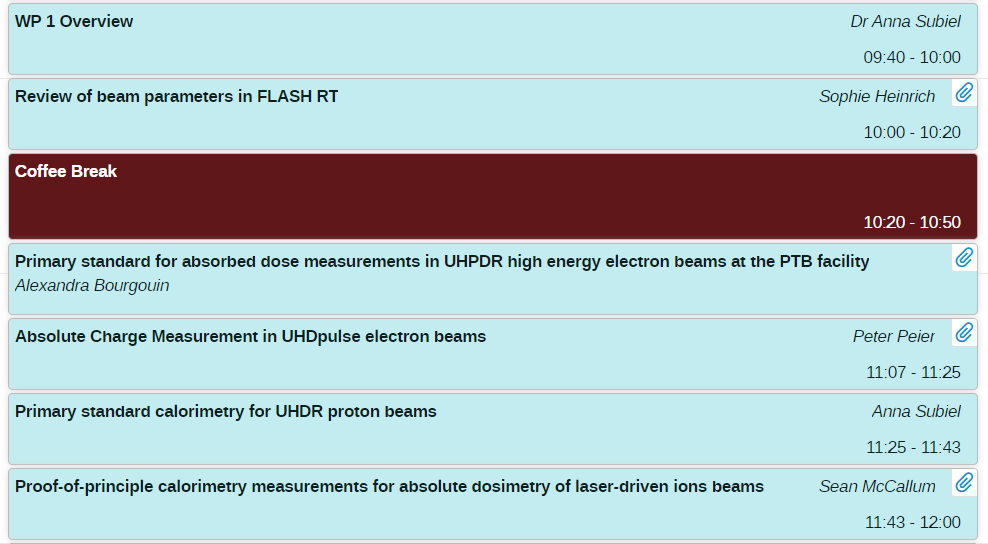 WP 1 Overview Dr Anna Subiel
09:40 - 10:00
Review of beam parameters in FLASH RT Sophie Heinrich
10:00 - 10:20
Coffee Break
10:20 - 10:50
Primary standard for absorbed dose measurements in UHPDR high energy electron beams at the PTB facility
Alexandra Bourgouin
Absolute Charge Measurement in UHDpulse electron beams Peter Peier
11:07 - 11:25
Primary standard calorimetry for UHDR proton beams Anna Subiel
11:25 - 11:43
Proof-of-principle calorimetry measurements for absolute dosimetry of laser-driven ions beams Sean McCallum
11:43 - 12:00